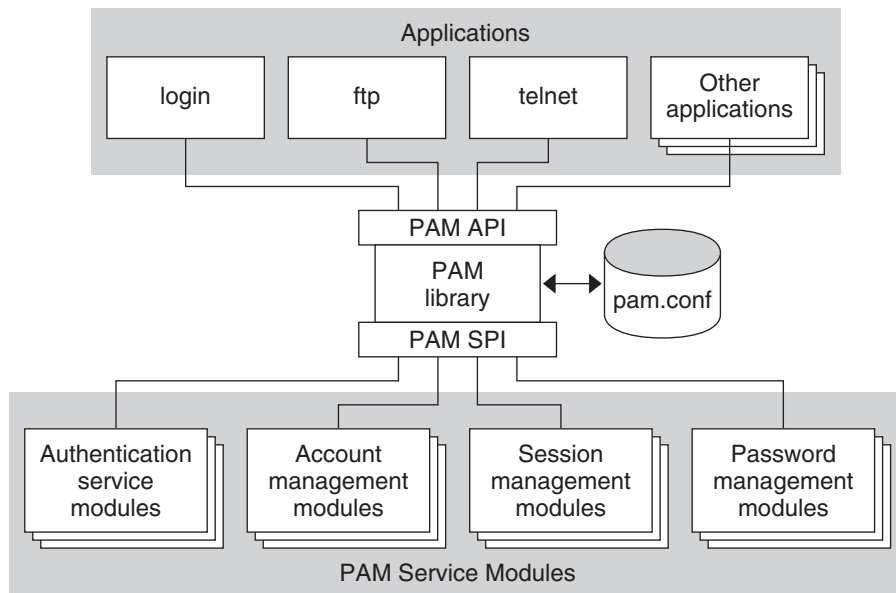 Applications
login
ftp
telnet
Other
applications
PAM API
PAM
library
pam.conf
PAM SPI
Authentication
service
modules
Account
management
modules
Session
management
modules
Password
management
modules
PAM Service Modules